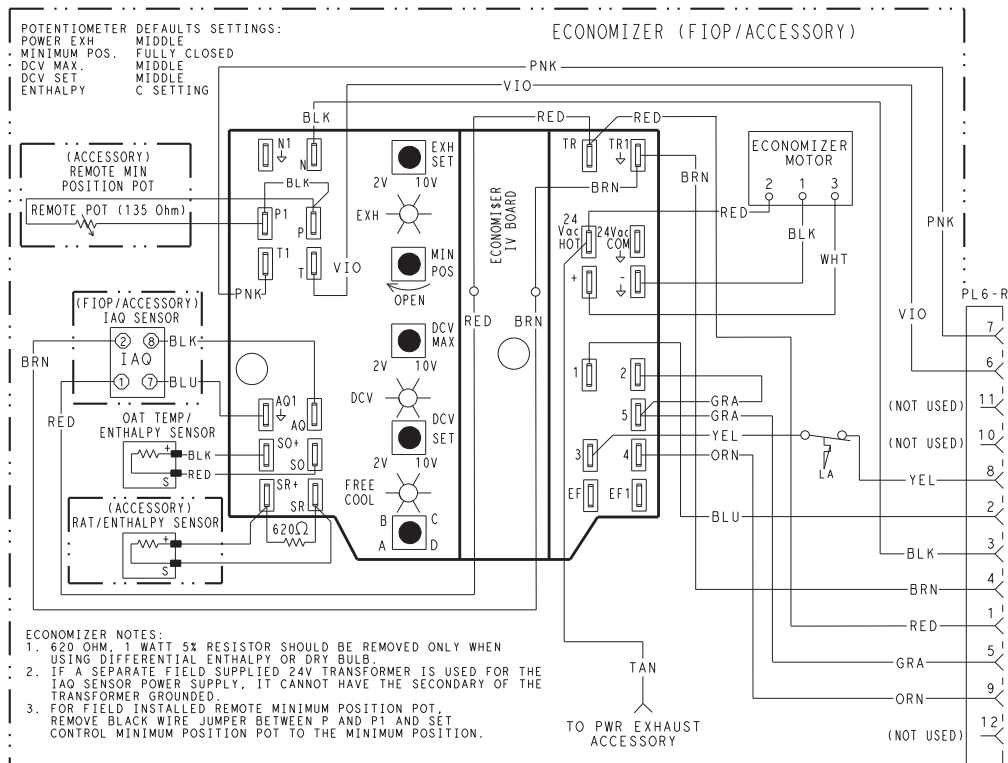 POTENTIOMETER DEFAULTS SETTINGS:
POWER EXH MIDDLE
MINIMUM POS. FULLY CLOSED
DCV MAX. MIDDLE
DCV SET MIDDLE
ENTHALPY C SETTING
ECONOMIZER (FIOP/ACCESSORY)
PNK
VIO
BLK
RED
RED
N1
N
EXH SET
2V 10V
TR
TR1
ECONOMIZER MOTOR
2 1 3
(ACCESSORY)
REMOTE MIN
POSITION POT
REMOTE POT (135 Ohm)
BLK
P1
P
EXH
BRN
BRN
RED
BLK
WHT
PNK
ECONOMI$ER
IV BOARD
24
Vac
HOT
24Vac
COM
T1
T
VIO
PNK
MIN POS
OPEN
+
-
RED
BRN
VIO
PL6-R
7
6
(FIOP/ACCESSORY)
IAQ SENSOR
2 8
IAQ
1 7
BLK
BLU
BRN
RED
DCV MAX
2V 10V
DCV
DCV SET
2V 10V
1
2
5
GRA
GRA
YEL
ORN
3
4
EF
EF1
LA
(NOT USED) 11
(NOT USED) 10
YEL 8
AQ1
AQ
OAT TEMP/
ENTHALPY SENSOR
+
S
BLK
RED
SO+
SO
SR+
SR
FREE COOL
B C
A D
620Ω
(ACCESSORY)
RAT/ENTHALPY SENSOR
+
S
BLU
2
BLK 3
BRN 4
RED 1
GRA 5
ORN 9
(NOT USED) 12
TAN
TO PWR EXHAUST
ACCESSORY
ECONOMIZER NOTES:
1. 620 OHM, 1 WATT 5% RESISTOR SHOULD BE REMOVED ONLY WHEN
USING DIFFERENTIAL ENTHALPY OR DRY BULB.
2. IF A SEPARATE FIELD SUPPLIED 24V TRANSFORMER IS USED FOR THE
IAQ SENSOR POWER SUPPLY, IT CANNOT HAVE THE SECONDARY OF THE
TRANSFORMER GROUNDED.
3. FOR FIELD INSTALLED REMOTE MINIMUM POSITION POT,
REMOVE BLACK WIRE JUMPER BETWEEN P AND P1 AND SET
CONTROL MINIMUM POSITION POT TO THE MINIMUM POSITION.